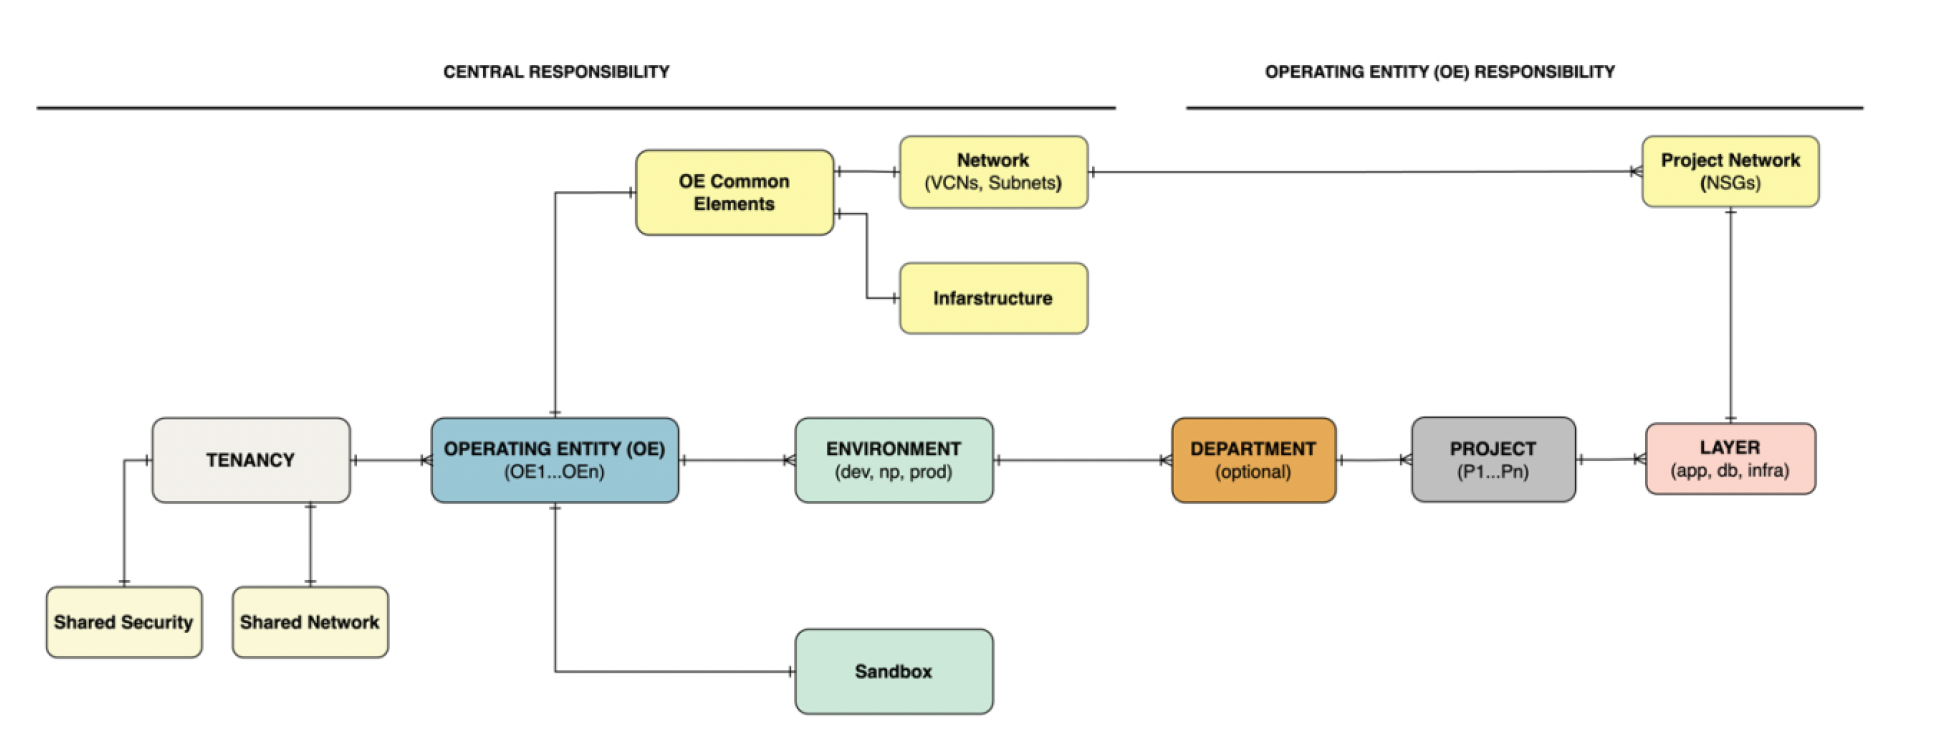 CENTRAL RESPONSIBILITY
OPERATING ENTITY (OE) RESPONSIBILITY
OE Common
Elements
Network
(VCNs, Subnets)
Project Network
(NSGs)
Infarstructure
TENANCY
OPERATING ENTITY (OE)
(OE1...OEn)
ENVIRONMENT
(dev, np, prod)
DEPARTMENT
(optional)
PROJECT
(P1...Pn)
LAYER
(app, db, infra)
Shared Security
Shared Network
Sandbox